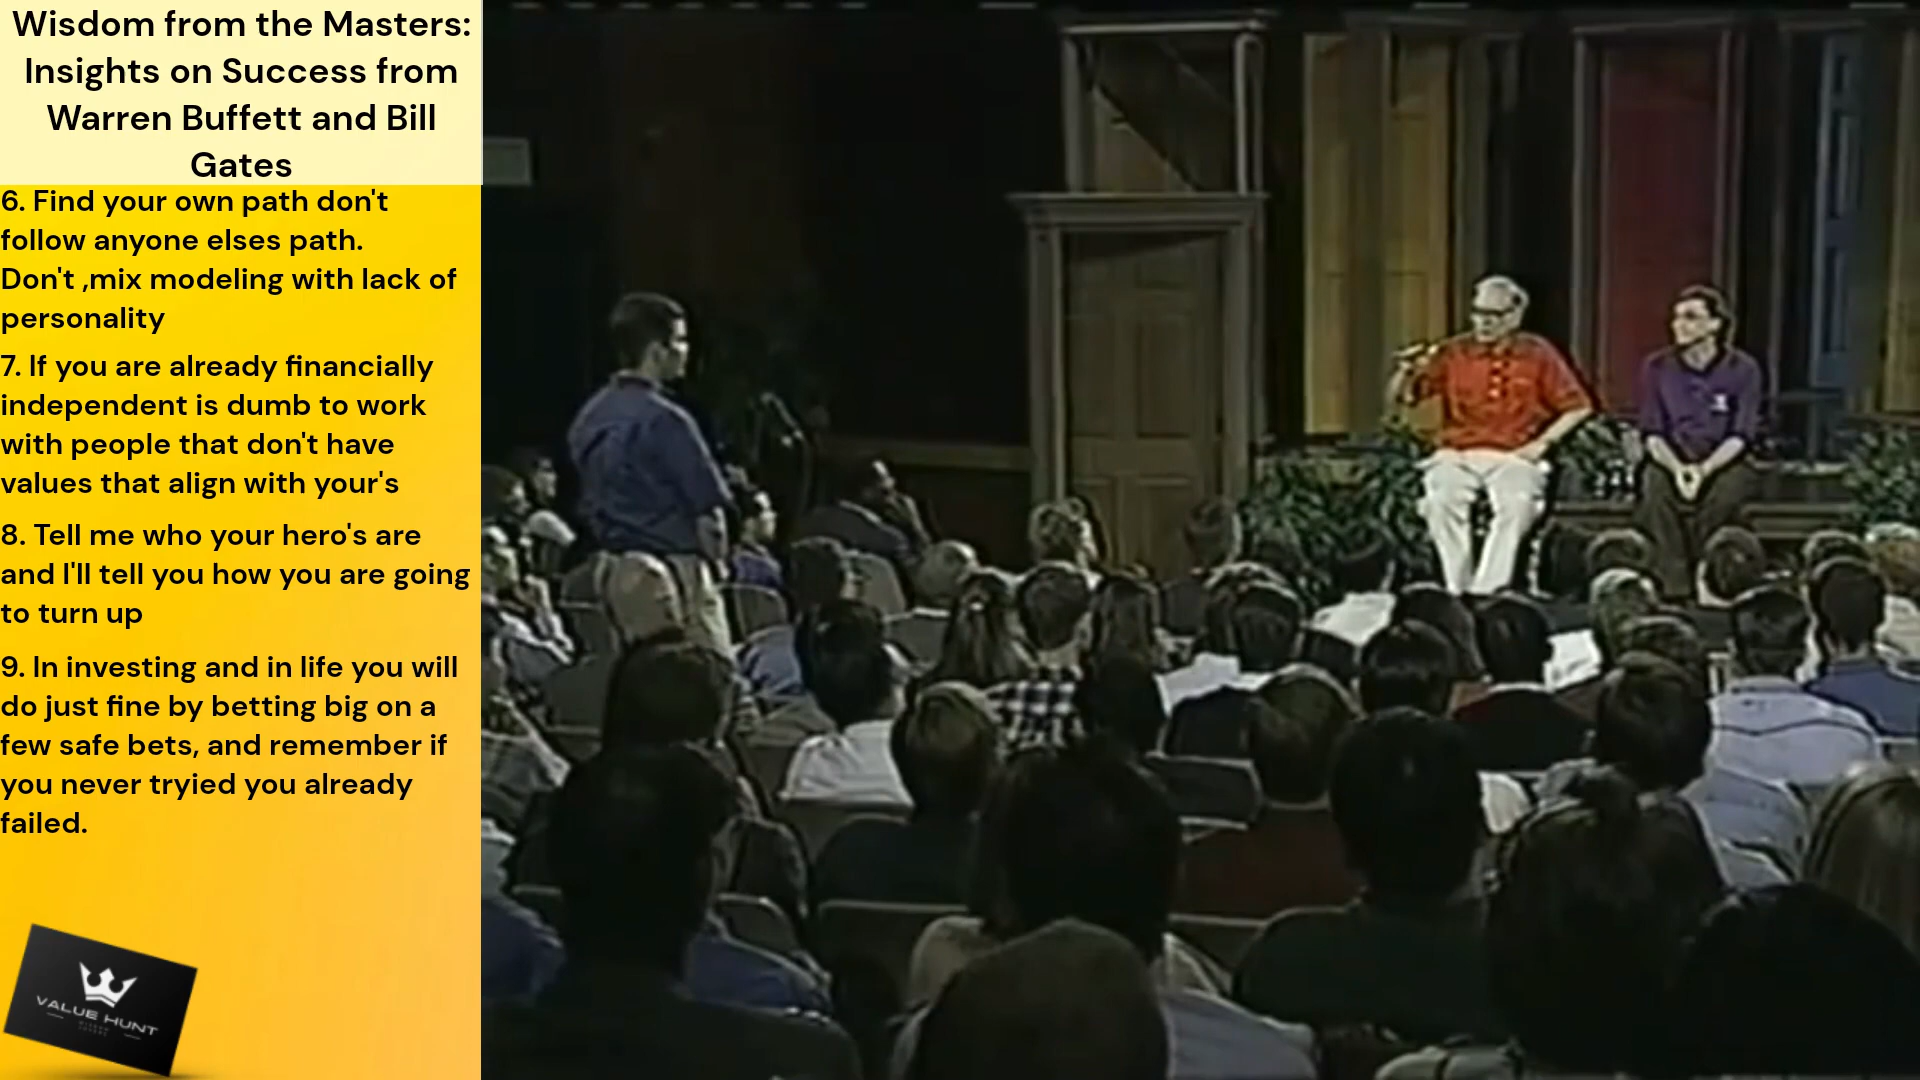 Wisdom from the Masters:
Insights on Success from
Warren Buffett and Bill
Gates
6. Find your own path don't
follow anyone elses path.
Don't ,mix modeling with lack of
personality
7. If you are already financially
independent is dumb to work
with people that don't have
values that align with your's
8. Tell me who your hero's are
and I'll tell you how you are going
to turn up
9. In investing and in life you will
do just fine by betting big on a
few safe bets, and remember if
you never tryied you already
failed.
VALUE HUNT